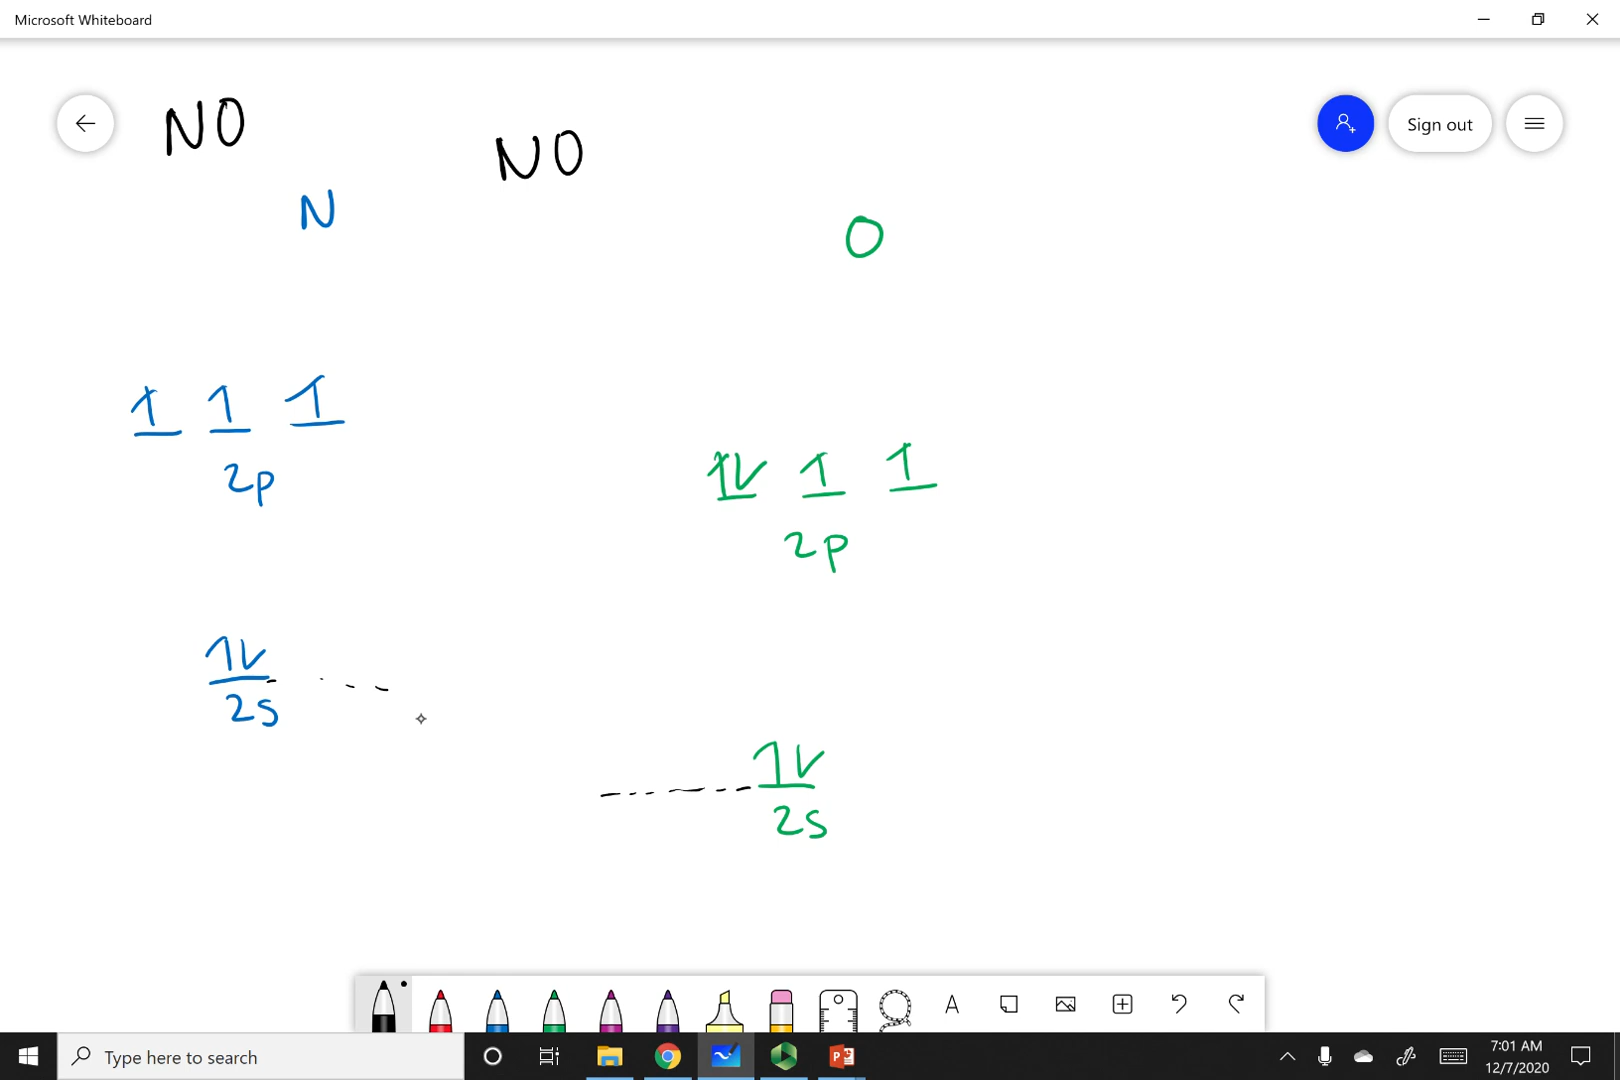 Microsoft Whiteboard
NO
NO
Sign out
N
O
1 1 1
2p
1v 1 1
2p
1v
2s
1v
2s
A
Type here to search
7:01 AM
12/7/2020